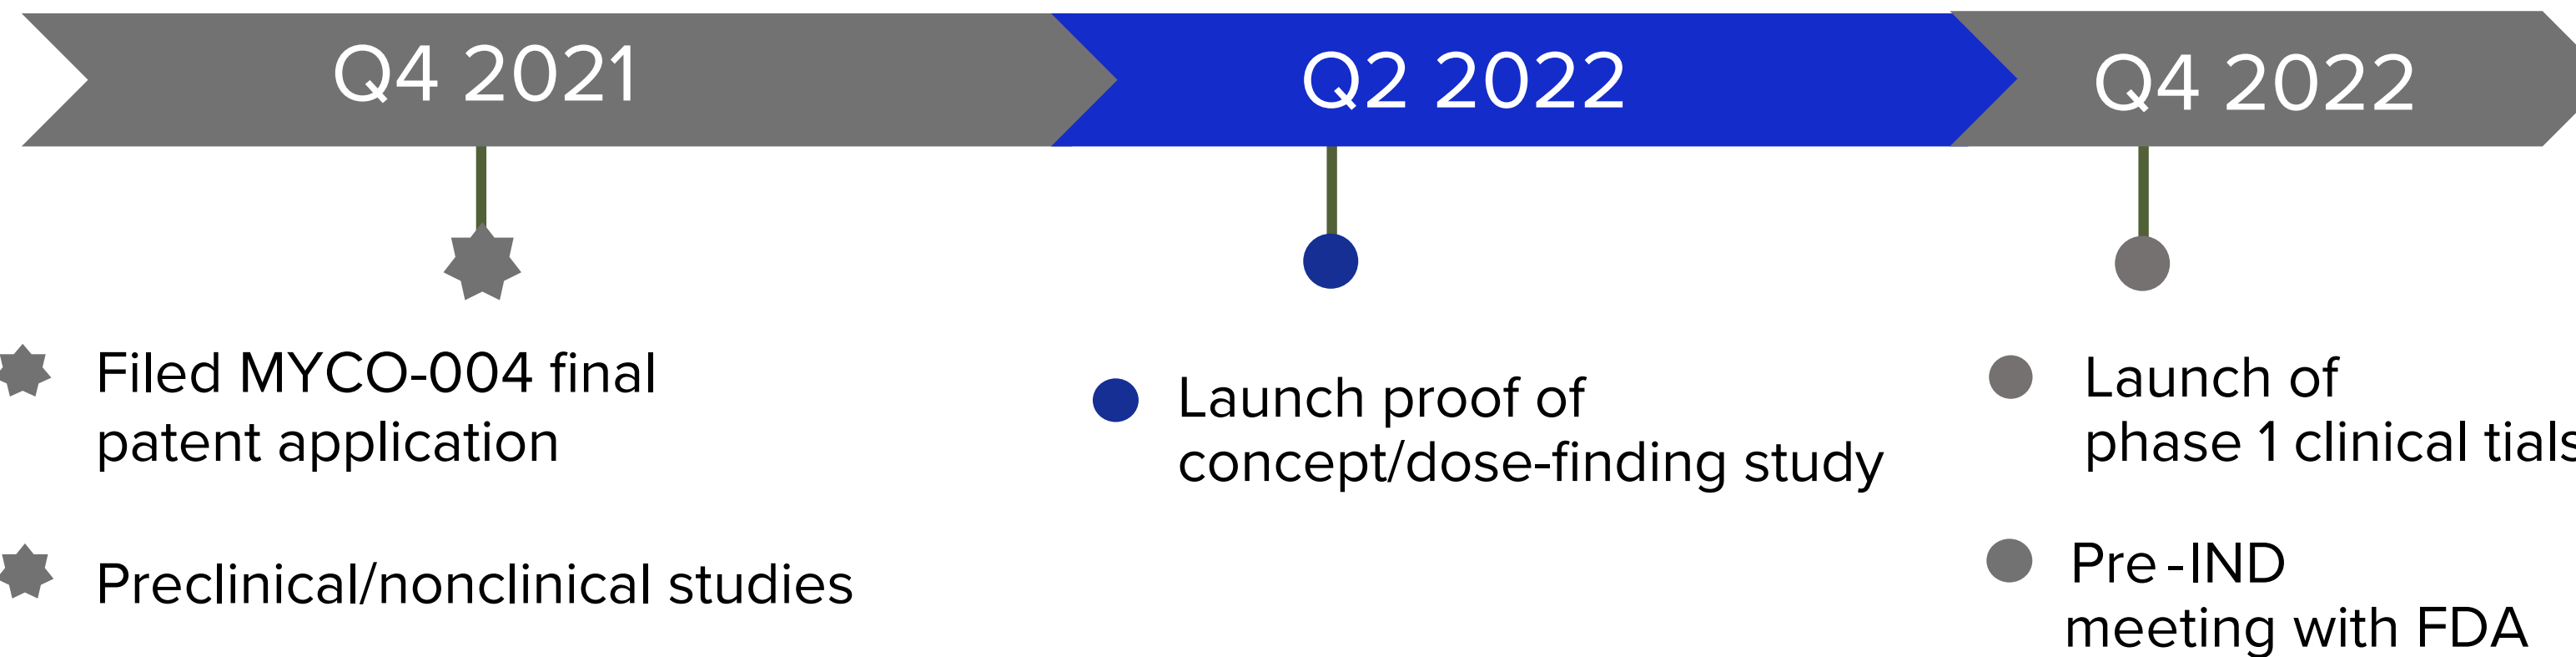 Q4 2021
Q2 2022
Q4 2022
Filed MYCO-004 final
patent application
Preclinical/nonclinical studies
Launch proof of
concept/dose-finding study
Launch of
phase 1 clinical tials
Pre-IND
meeting with FDA